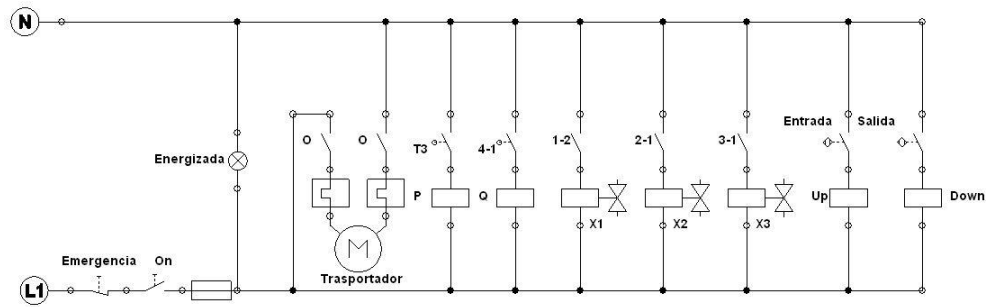 N
Entrada Salida
O O T3 4-1 1-2 2-1 3-1
Energizada
P Q Up Down
X1 X2 X3
M
Emergencia On Trasportador
L1